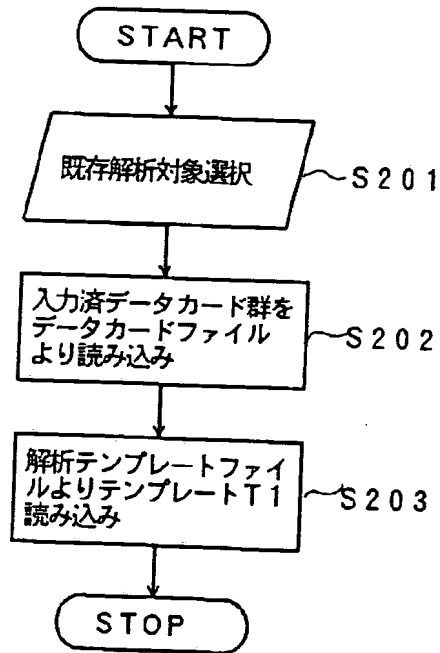 START
既存解析対象選択
S201
入力済データカード群を
データカードファイル
より読み込み
S202
解析テンプレートファイ
ルよりテンプレートT1
読み込み
S203
STOP